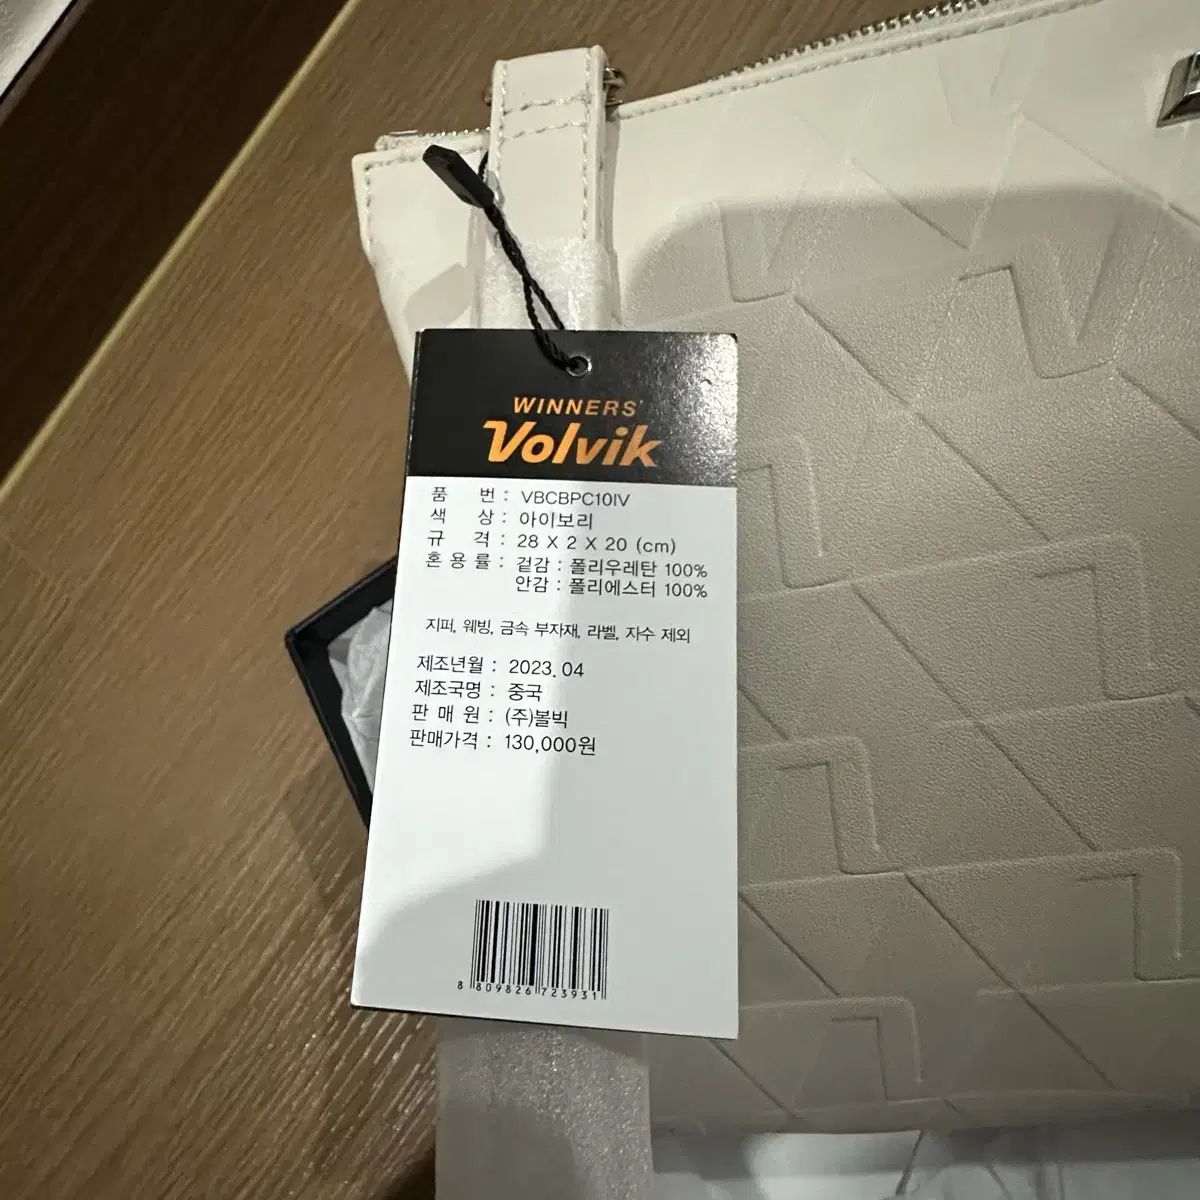 WINNERS'
Volvik
품 번 : VBCBPC10IV
색 상 : 아이보리
규 격 : 28 X 2 X 20 (cm)
혼 용 률 : 겉감 : 폴리우레탄 100%
안감 : 폴리에스터 100%
지퍼, 웨빙, 금속 부자재, 라벨, 자수 제외
제조년월 : 2023.04
제조국명 : 중국
판 매 원 : (주)볼빅
판매가격 : 130,000원
8 809826 723931